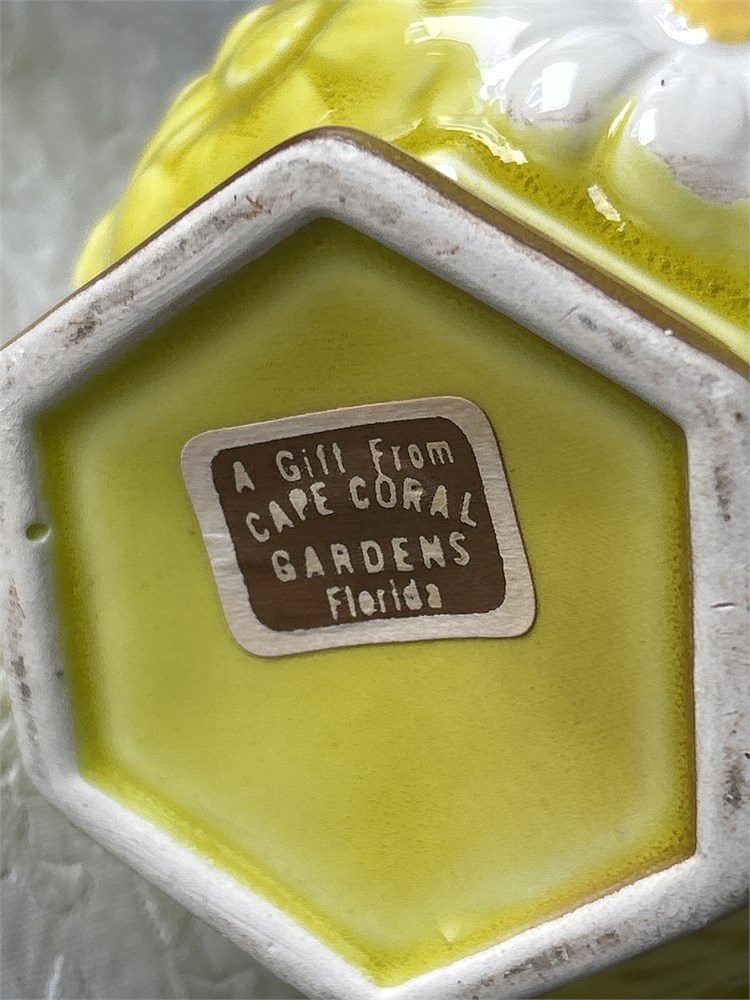 A Gift From
CAPE CORAL
GARDENS
Florida